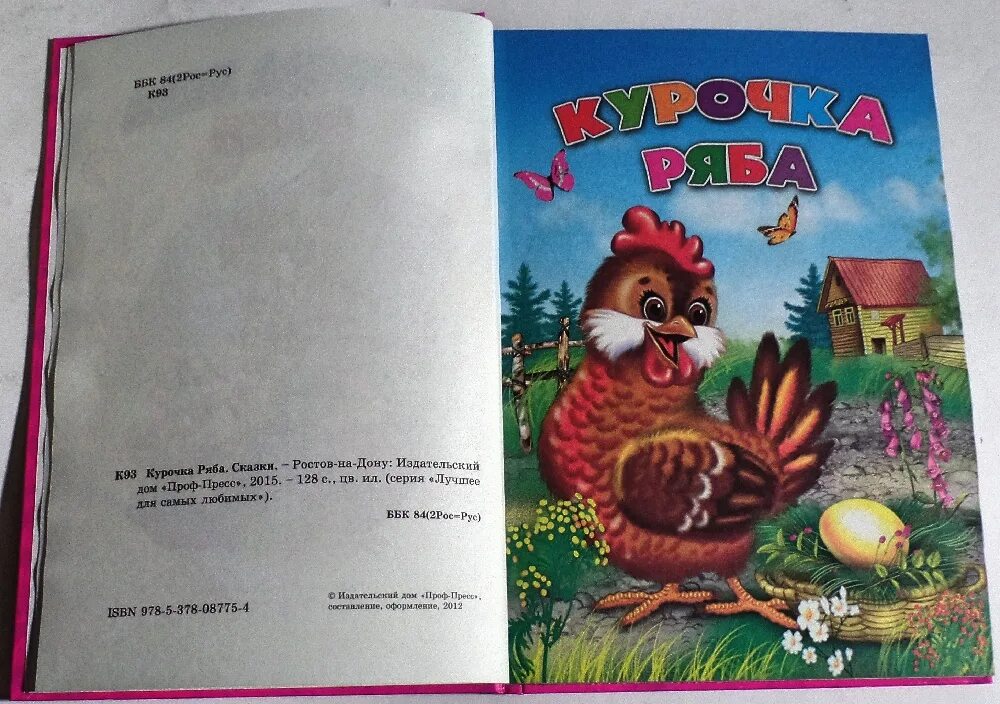 ББК 84(2Рос=Рус)
К93
К93 Курочка Ряба. Сказки. – Ростов-на-Дону: Издательский
дом «Проф-Пресс», 2015. – 128 с., цв. ил. (серия «Лучшее
для самых любимых»).
ББК 84(2Рос=Рус)
ISBN 978-5-378-08775-4
© Издательский дом «Проф-Пресс»,
составление, оформление, 2012
КУРОЧКА
РЯБА